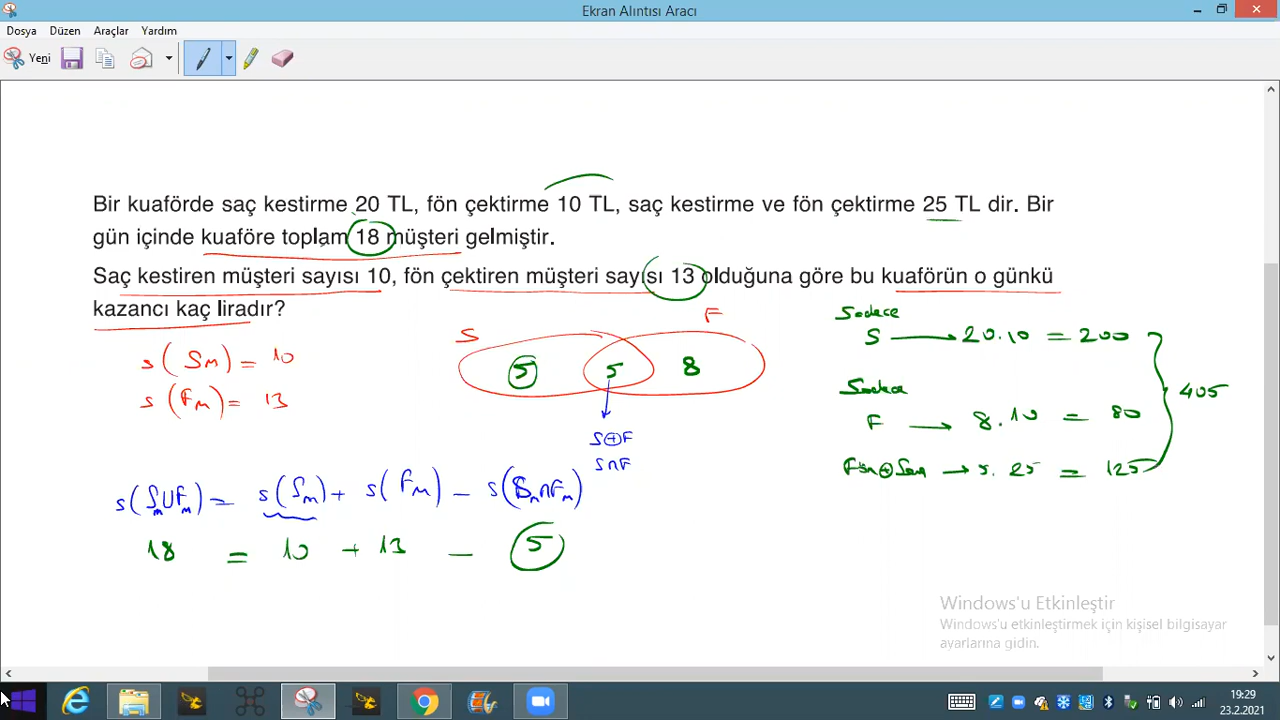 Ekran Alıntısı Aracı
Dosya Düzen Araçlar Yardım
Yeni
Bir kuaförde saç kestirme 20 TL, fön çektirme 10 TL, saç kestirme ve fön çektirme 25 TL dir. Bir
gün içinde kuaföre toplam 18 müşteri gelmiştir.
Saç kestiren müşteri sayısı 10, fön çektiren müşteri sayısı 13 olduğuna göre bu kuaförün o günkü
kazancı kaç liradır?
s(Sm) = 10
s(Fm) = 13
S F
5 5 8
S+F
S∩F
s(Sm∪Fm) = s(Sm) + s(Fm) - s(Sm∩Fm)
18 = 10 + 13 - 5
Sadece
S → 20.10 = 200
Sadece
F → 8.10 = 80
→ 5.25 = 125
405
Windows'u Etkinleştir
Windows'u etkinleştirmek için kişisel bilgisayar
ayarlarına gidin.
19:29
23.2.2021